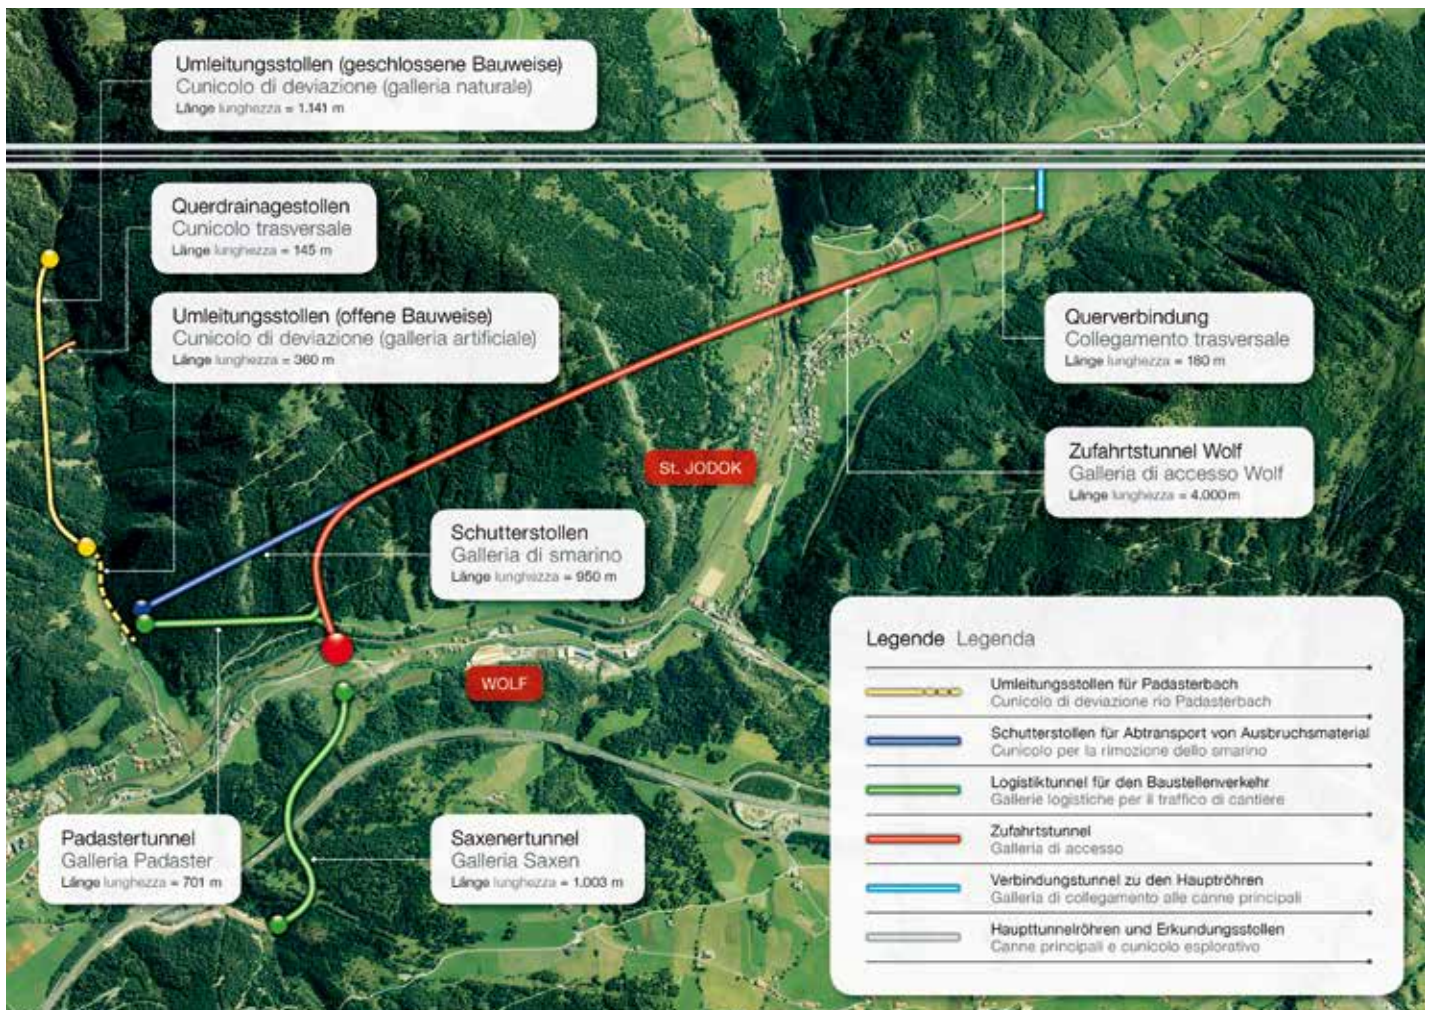 Umleitungsstollen (geschlossene Bauweise)
Cunicolo di deviazione (galleria naturale)
Länge lunghezza = 1.141 m
Querdrainagestollen
Cunicolo trasversale
Länge lunghezza = 145 m
Umleitungsstollen (offene Bauweise)
Cunicolo di deviazione (galleria artificiale)
Länge lunghezza = 360 m
Querverbindung
Collegamento trasversale
Länge lunghezza = 180 m
Zufahrtstunnel Wolf
Galleria di accesso Wolf
Länge lunghezza = 4.000 m
St. JODOK
Schutterstollen
Galleria di smarino
Länge lunghezza = 950 m
WOLF
Padastertunnel
Galleria Padaster
Länge lunghezza = 701 m
Saxenertunnel
Galleria Saxen
Länge lunghezza = 1.003 m
Legende Legenda
Umleitungsstollen für Padasterbach
Cunicolo di deviazione rio Padasterbach
Schutterstollen für Abtransport von Ausbruchsmaterial
Cunicolo per la rimozione dello smarino
Logistiktunnel für den Baustellenverkehr
Gallerie logistiche per il traffico di cantiere
Zufahrtstunnel
Galleria di accesso
Verbindungstunnel zu den Hauptröhren
Galleria di collegamento alle canne principali
Haupttunnelröhren und Erkundungsstollen
Canne principali e cunicolo esplorativo